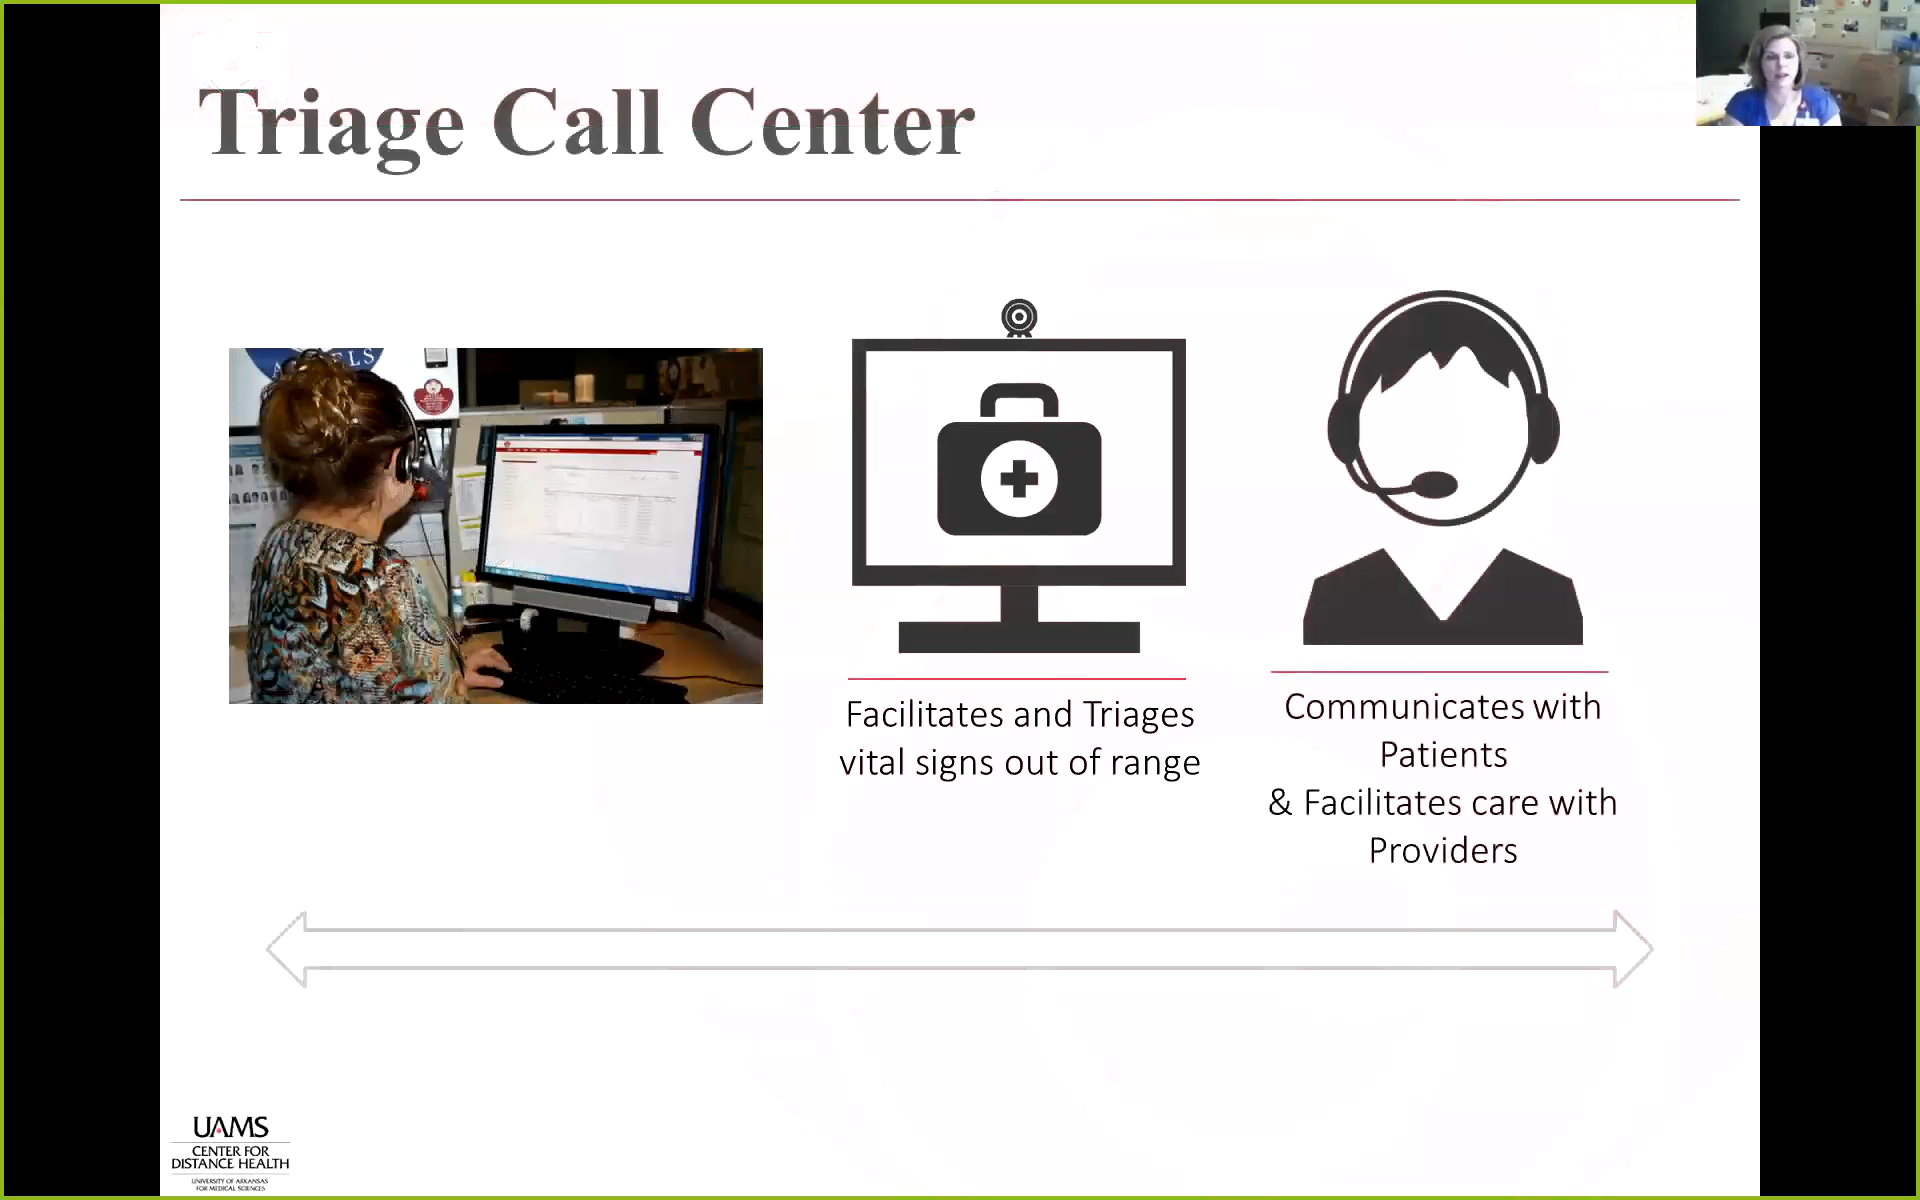 Triage Call Center
Facilitates and Triages
vital signs out of range
Communicates with
Patients
& Facilitates care with
Providers
UAMS
CENTER FOR
DISTANCE HEALTH
UNIVERSITY OF ARKANSAS
FOR MEDICAL SCIENCES